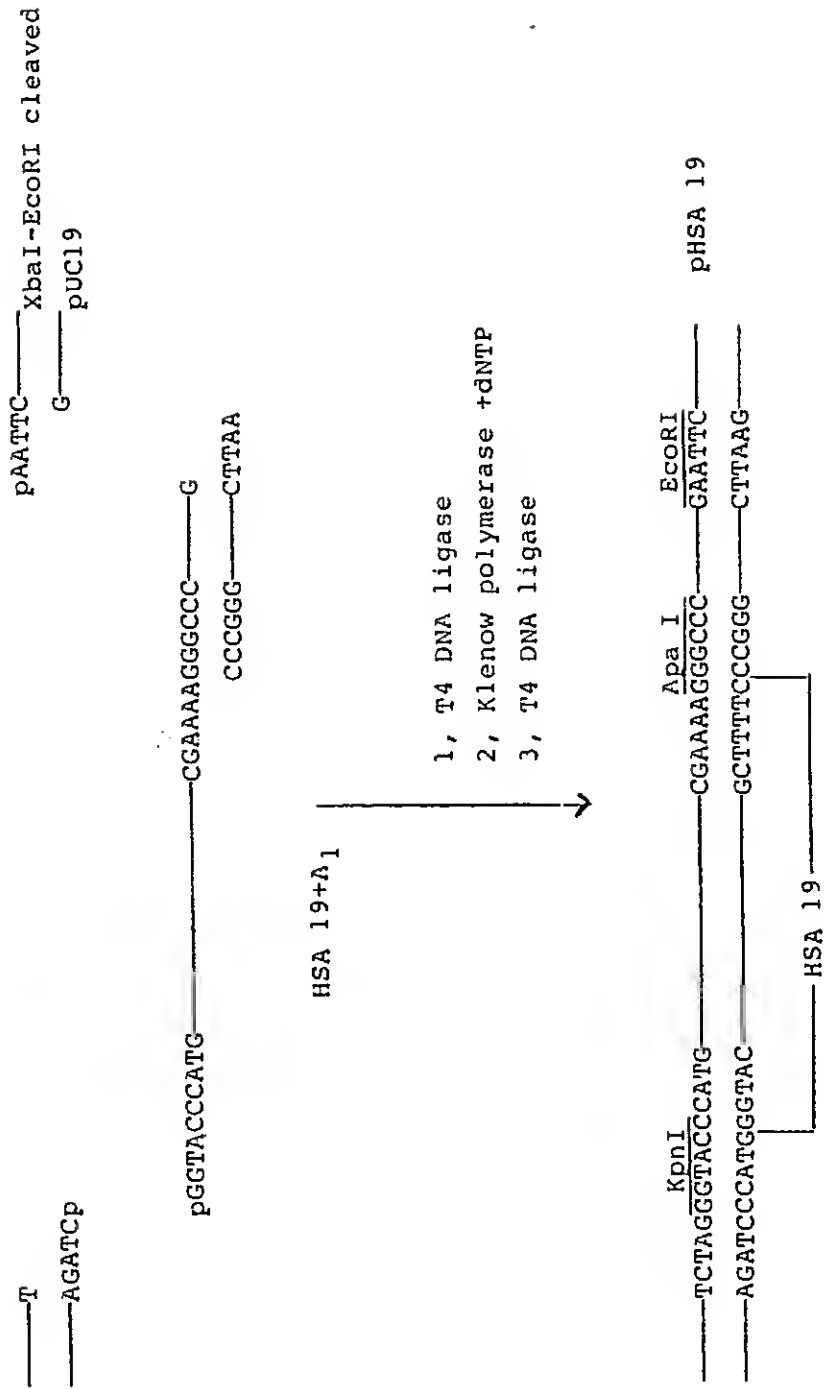 pAATTC XbaI-EcoRI cleaved
T
G pUC19
AGATCp
pGGTACCCATG CGAAAAGGGCCC G
CCCGGG CTTAA
HSA 19+A1
1, T4 DNA ligase
2, Klenow polymerase +dNTP
3, T4 DNA ligase
KpnI Apa I EcoRI
TCTAGGGTACCCATG CGAAAAGGGCCC GAATTC pHSA 19
AGATCCCATGGGTAC GCTTTTCCCGGG CTTAAG
HSA 19